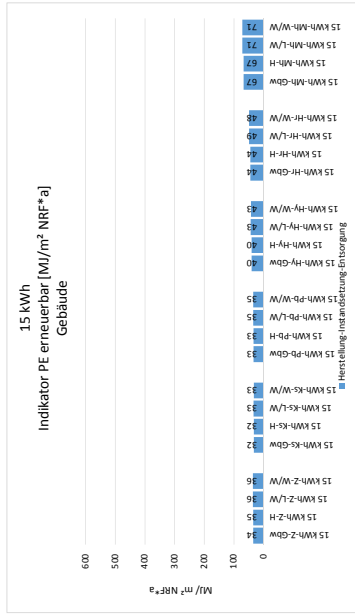 15 kWh
Indikator PE erneuerbar [MJ/m² NRF*a]
Gebäude
MJ/ m² NRF*a
600
500
400
300
200
100
0
34
35
36
36
32
32
33
33
33
33
35
35
40
40
43
43
44
44
49
48
67
67
71
71
15 kWh-Z-Gbw
15 kWh-Z-H
15 kWh-Z-L/W
15 kWh-Z-W/W
15 kWh-Ks-Gbw
15 kWh-Ks-H
15 kWh-Ks-L/W
15 kWh-Ks-W/W
15 kWh-Pb-Gbw
15 kWh-Pb-H
15 kWh-Pb-L/W
15 kWh-Pb-W/W
15 kWh-Hy-Gbw
15 kWh-Hy-H
15 kWh-Hy-L/W
15 kWh-Hy-W/W
15 kWh-Hr-Gbw
15 kWh-Hr-H
15 kWh-Hr-L/W
15 kWh-Hr-W/W
15 kWh-Mh-Gbw
15 kWh-Mh-H
15 kWh-Mh-L/W
15 kWh-Mh-W/W
Herstellung-Instandsetzung-Entsorgung